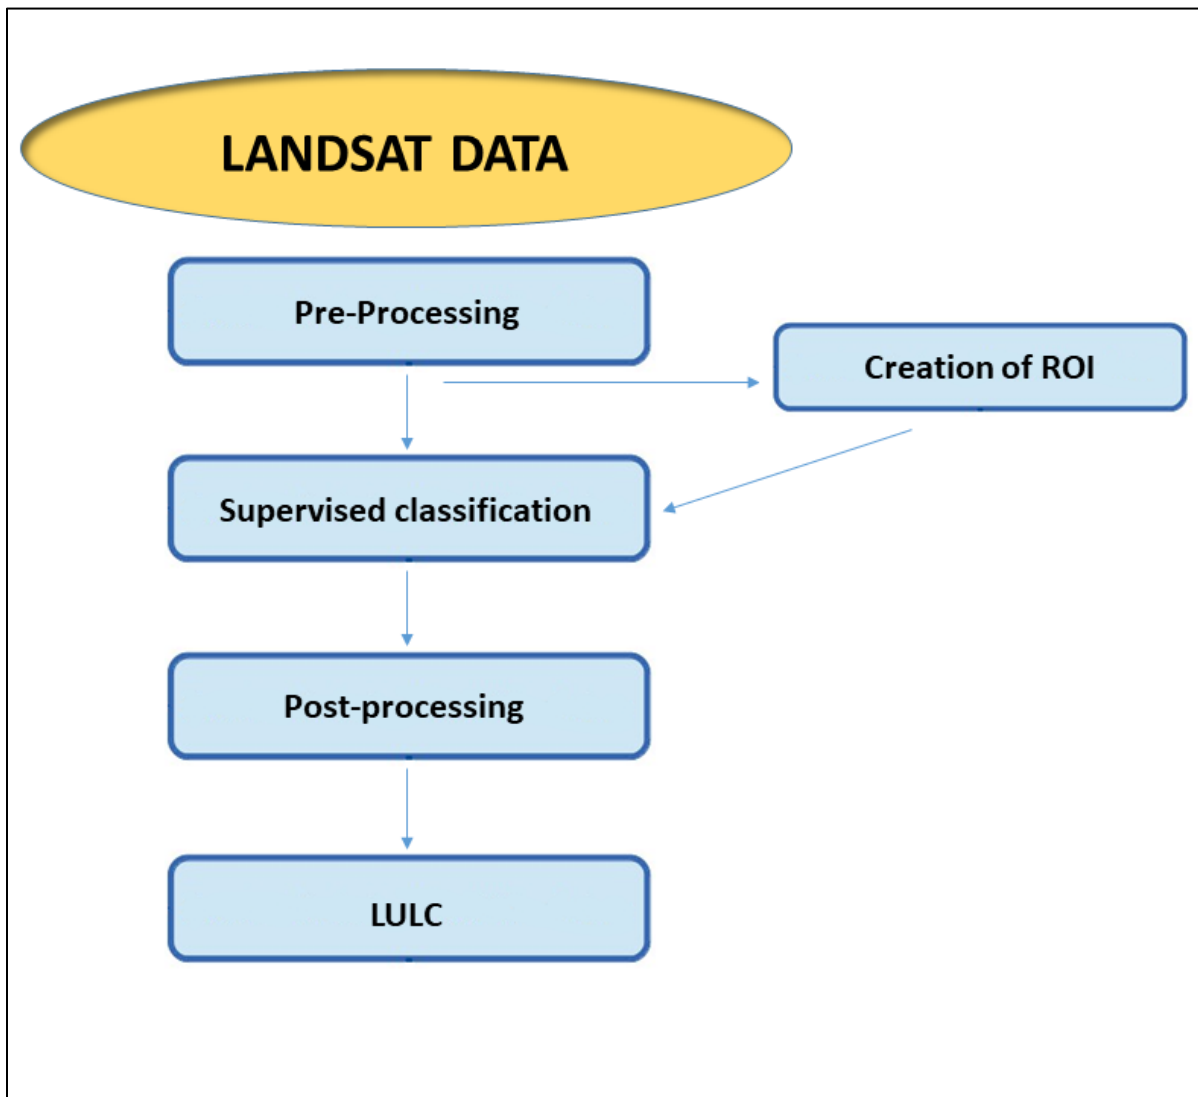 LANDSAT DATA
Pre-Processing
Creation of ROI
Supervised classification
Post-processing
LULC